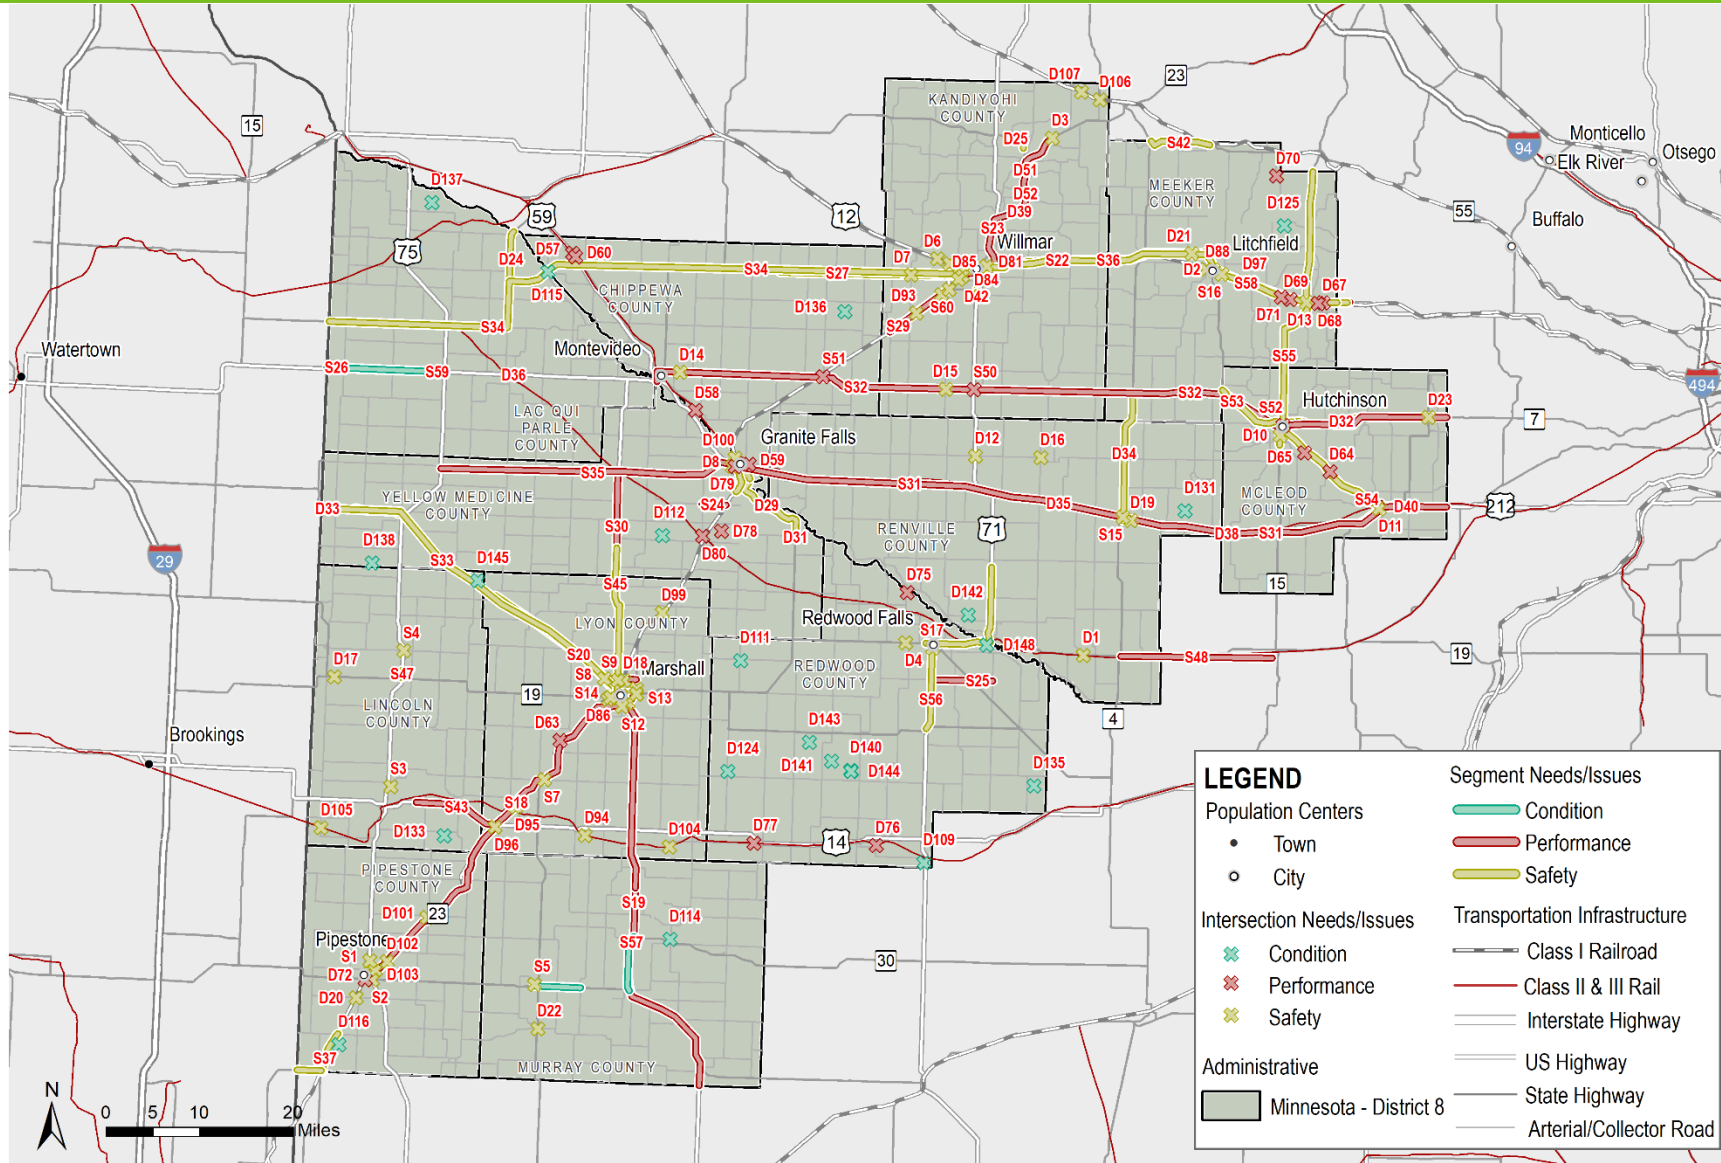 D107
D106
23
KANDIYOHI
COUNTY
15
D3
D25
Monticello
94
Elk River
Otsego
S42
D70
D51
D137
MEEKER
COUNTY
D52
59
12
D39
D125
55
Buffalo
75
S23
Willmar
D6
D21
Litchfield
D57
D60
D7
D85
D81
S22
S36
D88
D24
S34
S27
D84
D2
D97
CHIPPEWA
COUNTY
D115
D93
D42
S16
S58
D69
D67
D136
S60
D71
D13
D68
S29
S34
Watertown
Montevideo
D14
S51
S55
S26
S59
D36
D15
S50
494
S32
S32
S53
S52
Hutchinson
D23
D58
LAC QUI
PARLE
COUNTY
D32
7
D100
Granite Falls
D12
D16
D10
D8
D59
D34
D65
D64
S35
D79
S31
YELLOW MEDICINE
COUNTY
D131
MCLEOD
COUNTY
S24
D29
D35
D19
S54
D40
212
D33
D112
RENVILLE
COUNTY
71
S30
D78
D31
S15
D38
S31
D11
D138
D80
29
S33
D145
D75
15
S45
D142
D99
LYON COUNTY
Redwood Falls
S4
S17
D111
D148
D1
D17
S20
S9
D18
Marshall
D4
S48
19
S47
S8
REDWOOD
COUNTY
S25
19
S14
S13
S56
LINCOLN
COUNTY
D86
S12
4
D63
D143
Brookings
D124
D140
S3
D141
D144
D135
S7
D105
S43
S18
D133
D95
D94
D104
D77
14
D76
D109
D96
PIPESTONE
COUNTY
D101
23
S19
D114
Pipestone
D102
S57
S1
30
D72
D103
S5
D20
S2
D22
D116
S37
MURRAY COUNTY
N
0
5
10
20
Miles
LEGEND
Population Centers
Town
City
Intersection Needs/Issues
Condition
Performance
Safety
Administrative
Minnesota - District 8
Segment Needs/Issues
Condition
Performance
Safety
Transportation Infrastructure
Class I Railroad
Class II & III Rail
Interstate Highway
US Highway
State Highway
Arterial/Collector Road